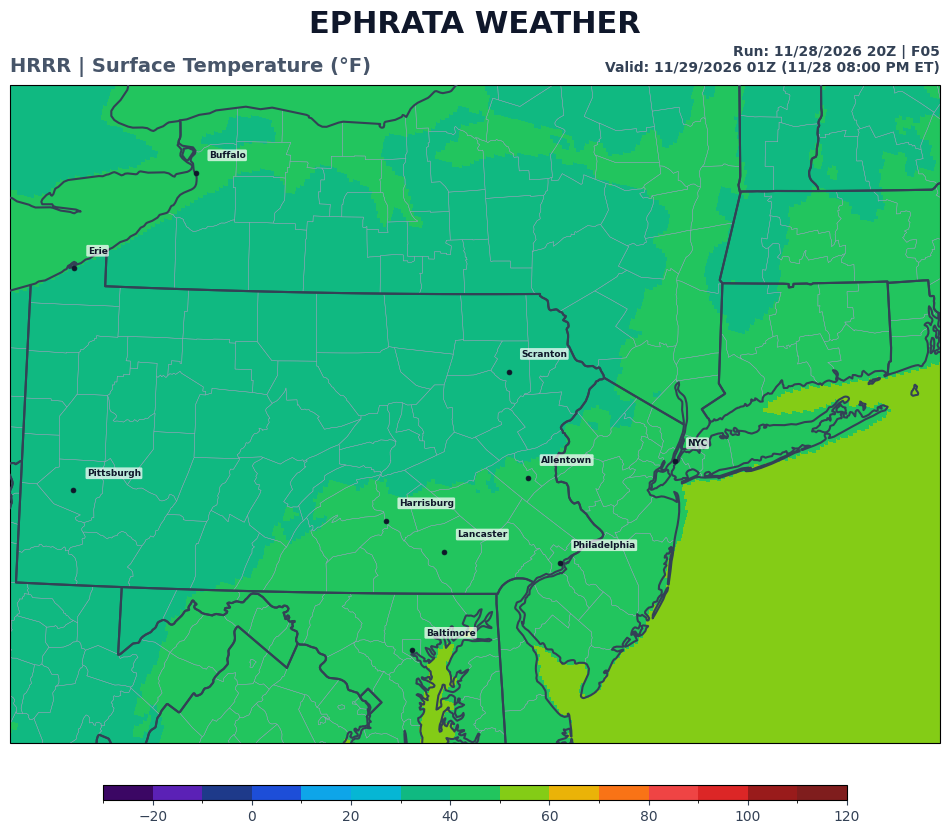 EPHRATA WEATHER
HRRR | Surface Temperature (°F)
Run: 11/28/2026 20Z | F05
Valid: 11/29/2026 01Z (11/28 08:00 PM ET)
Buffalo
Erie
Scranton
NYC
Allentown
Pittsburgh
Harrisburg
Lancaster
Philadelphia
Baltimore
−20 0 20 40 60 80 100 120